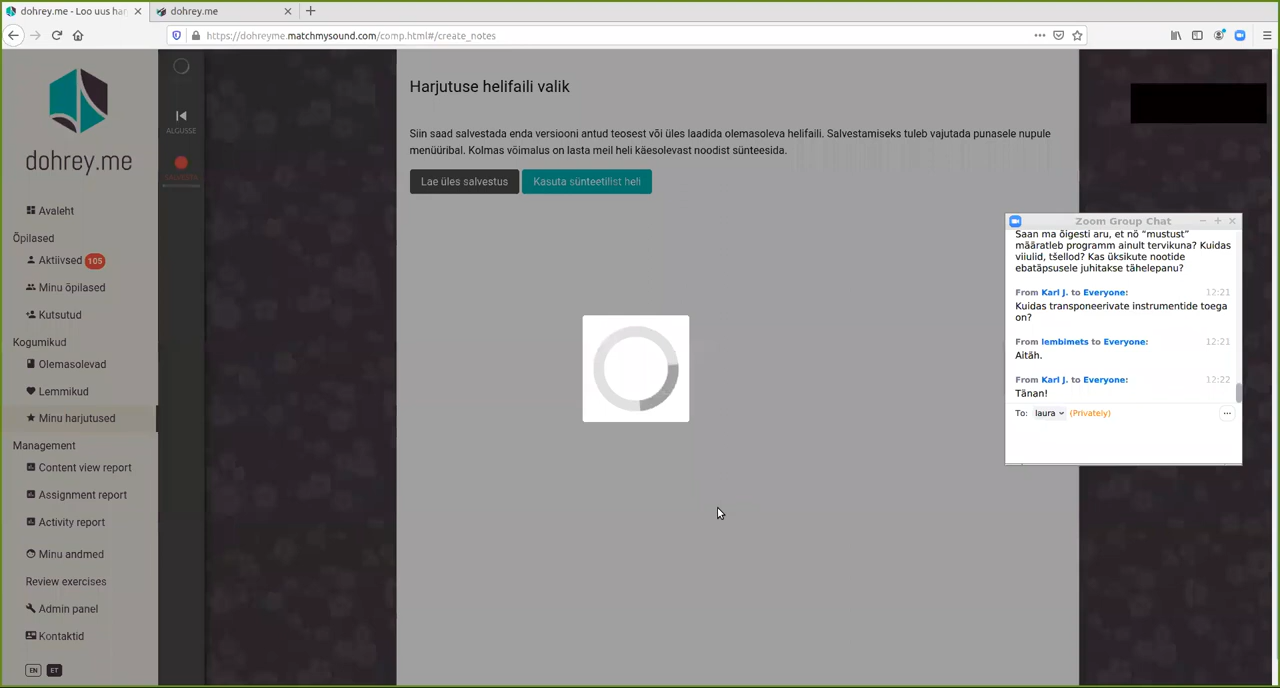 dohrey.me - Loo uus har
dohrey.me
https://dohreyme.matchmysound.com/comp.html#/create_notes
dohrey.me
Avaleht
Õpilased
Aktiivsed 105
Minu õpilased
Kutsutud
Kogumikud
Olemasolevad
Lemmikud
Minu harjutused
Management
Content view report
Assignment report
Activity report
Minu andmed
Review exercises
Admin panel
Kontaktid
EN ET
ALGUSSE
Harjutuse helifaili valik
Siin saad salvestada enda versiooni antud teosest või üles laadida olemasoleva helifaili. Salvestamiseks tuleb vajutada punasele nupule
menüüribal. Kolmas võimalus on lasta meil heli käesolevast noodist sünteesida.
Lae üles salvestus Kasuta sünteetilist heli
Zoom Group Chat
Saan ma õigesti aru, et nö “mustust”
määratleb programm ainult tervikuna? Kuidas
viiulid, tšellod? Kas üksikute nootide
ebatäpsusele juhitakse tähelepanu?
From Karl J. to Everyone: 12:21
Kuidas transponeerivate instrumentide toega
on?
From lembimets to Everyone: 12:21
Aitäh.
From Karl J. to Everyone: 12:22
Tänan!
To: laura (Privately)